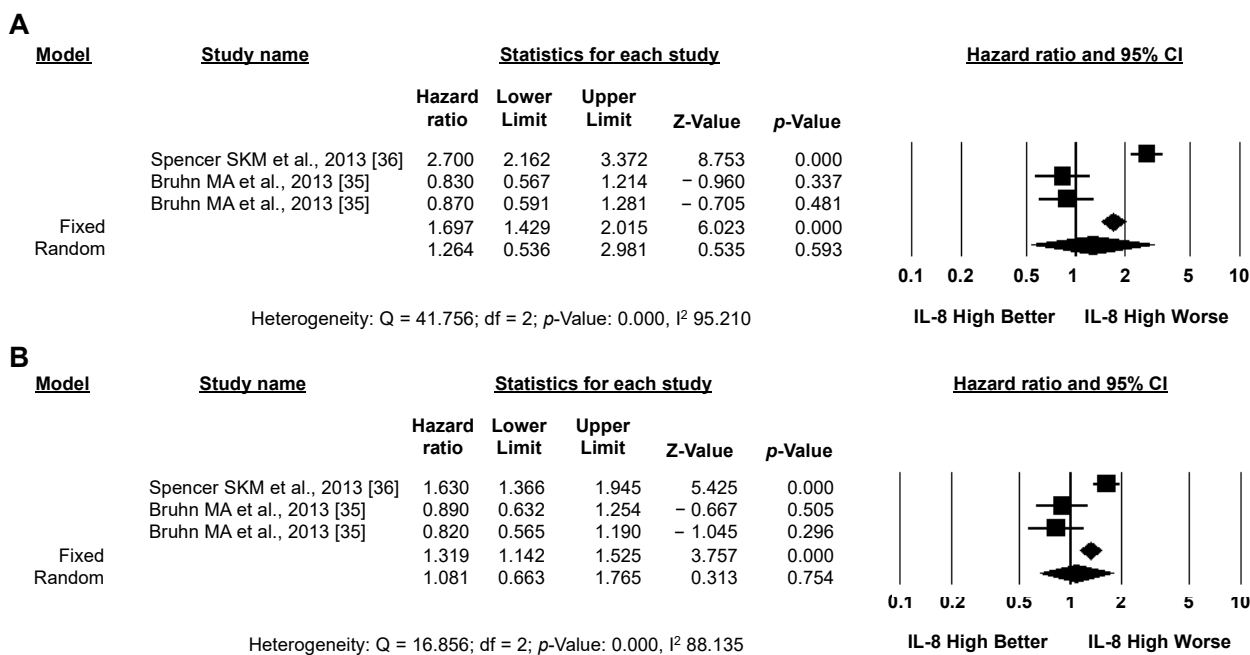 A
Model Study name Statistics for each study Hazard ratio and 95% CI
Hazard Lower Upper
ratio Limit Limit Z-Value p-Value
Spencer SKM et al., 2013 [36] 2.700 2.162 3.372 8.753 0.000
Bruhn MA et al., 2013 [35] 0.830 0.567 1.214 − 0.960 0.337
Bruhn MA et al., 2013 [35] 0.870 0.591 1.281 − 0.705 0.481
Fixed 1.697 1.429 2.015 6.023 0.000
Random 1.264 0.536 2.981 0.535 0.593
0.1 0.2 0.5 1 2 5 10
Heterogeneity: Q = 41.756; df = 2; p-Value: 0.000, I² 95.210
IL-8 High Better IL-8 High Worse
B
Model Study name Statistics for each study Hazard ratio and 95% CI
Hazard Lower Upper
ratio Limit Limit Z-Value p-Value
Spencer SKM et al., 2013 [36] 1.630 1.366 1.945 5.425 0.000
Bruhn MA et al., 2013 [35] 0.890 0.632 1.254 − 0.667 0.505
Bruhn MA et al., 2013 [35] 0.820 0.565 1.190 − 1.045 0.296
Fixed 1.319 1.142 1.525 3.757 0.000
Random 1.081 0.663 1.765 0.313 0.754
0.1 0.2 0.5 1 2 5 10
Heterogeneity: Q = 16.856; df = 2; p-Value: 0.000, I² 88.135
IL-8 High Better IL-8 High Worse